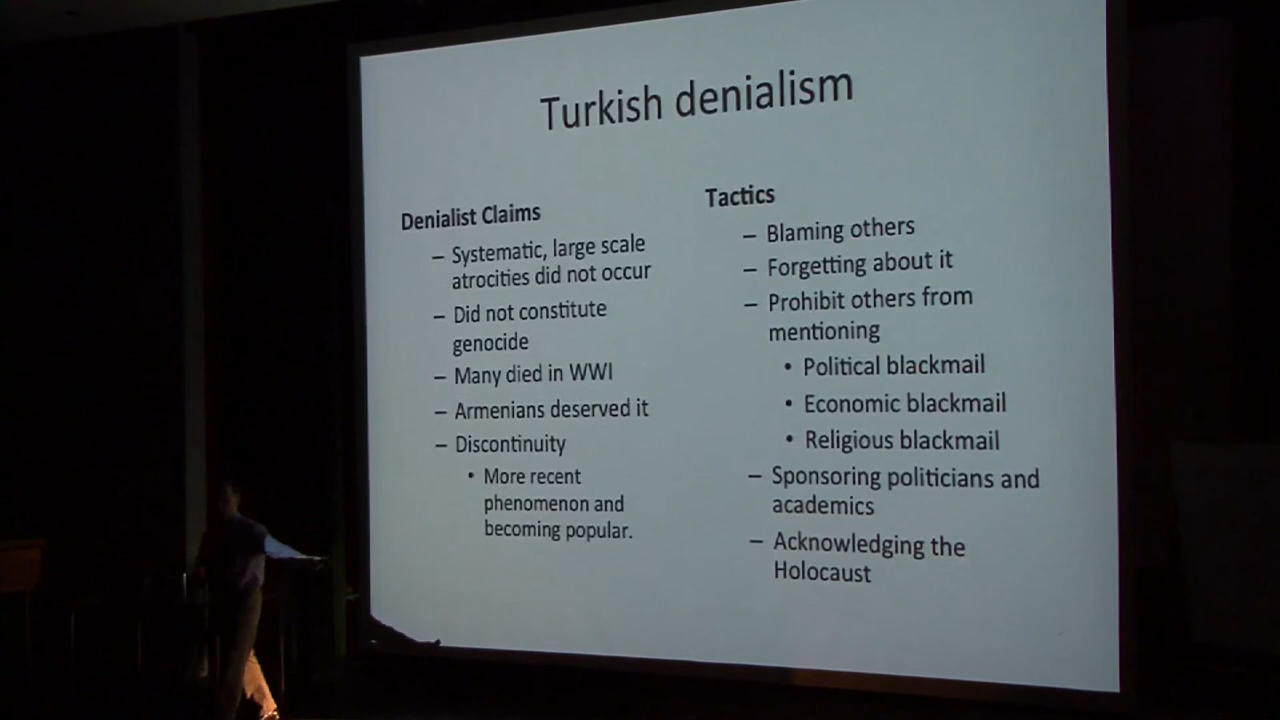 Turkish denialism
Denialist Claims
– Systematic, large scale
atrocities did not occur
– Did not constitute
genocide
– Many died in WWI
– Armenians deserved it
– Discontinuity
• More recent
phenomenon and
becoming popular.
Tactics
– Blaming others
– Forgetting about it
– Prohibit others from
mentioning
• Political blackmail
• Economic blackmail
• Religious blackmail
– Sponsoring politicians and
academics
– Acknowledging the
Holocaust